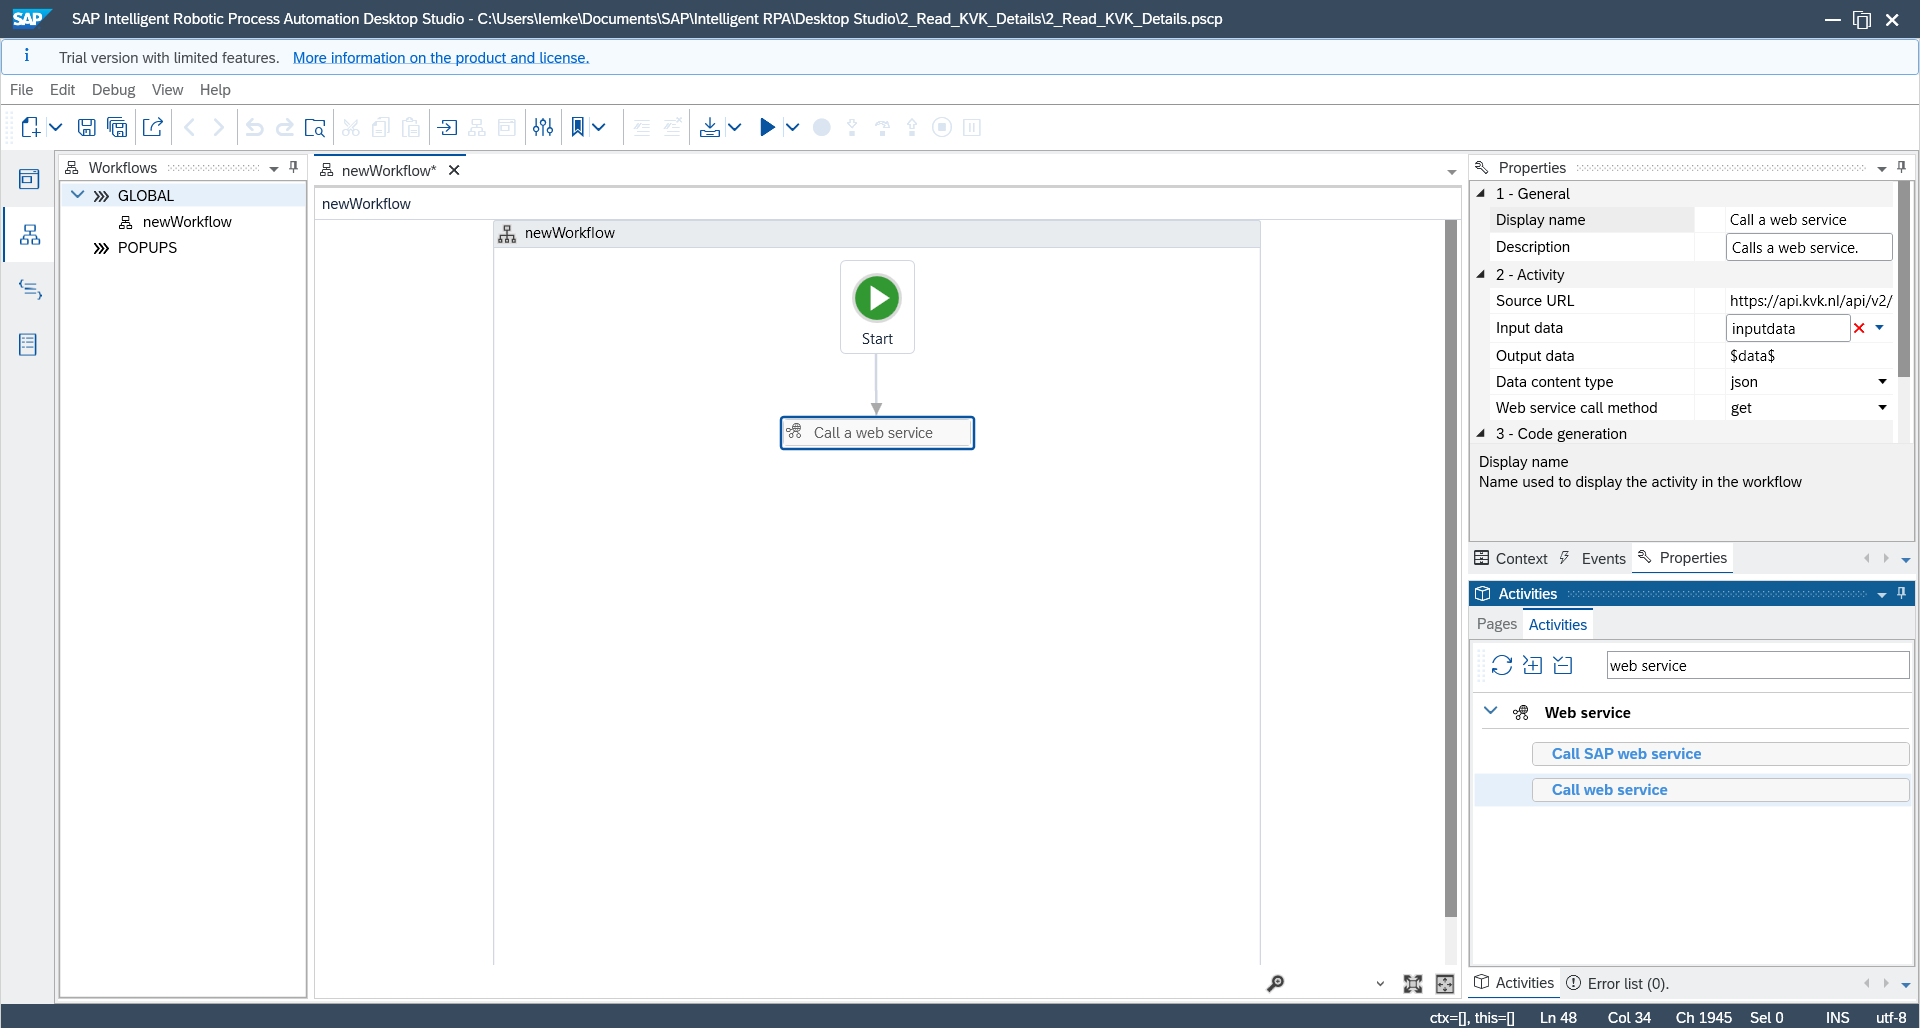 SAP SAP Intelligent Robotic Process Automation Desktop Studio - C:\Users\Iemke\Documents\SAP\Intelligent RPA\Desktop Studio\2_Read_KVK_Details\2_Read_KVK_Details.pscp
Trial version with limited features. More information on the product and license.
File Edit Debug View Help
Workflows
GLOBAL
newWorkflow
POPUPS
newWorkflow*
newWorkflow
newWorkflow
Start
Call a web service
Properties
1 - General
Display name Call a web service
Description Calls a web service.
2 - Activity
Source URL https://api.kvk.nl/api/v2/
Input data inputdata
Output data $data$
Data content type json
Web service call method get
3 - Code generation
Display name
Name used to display the activity in the workflow
Context Events Properties
Activities
Pages Activities
web service
Web service
Call SAP web service
Call web service
Activities Error list (0).
ctx=[], this=[] Ln 48 Col 34 Ch 1945 Sel 0 INS utf-8